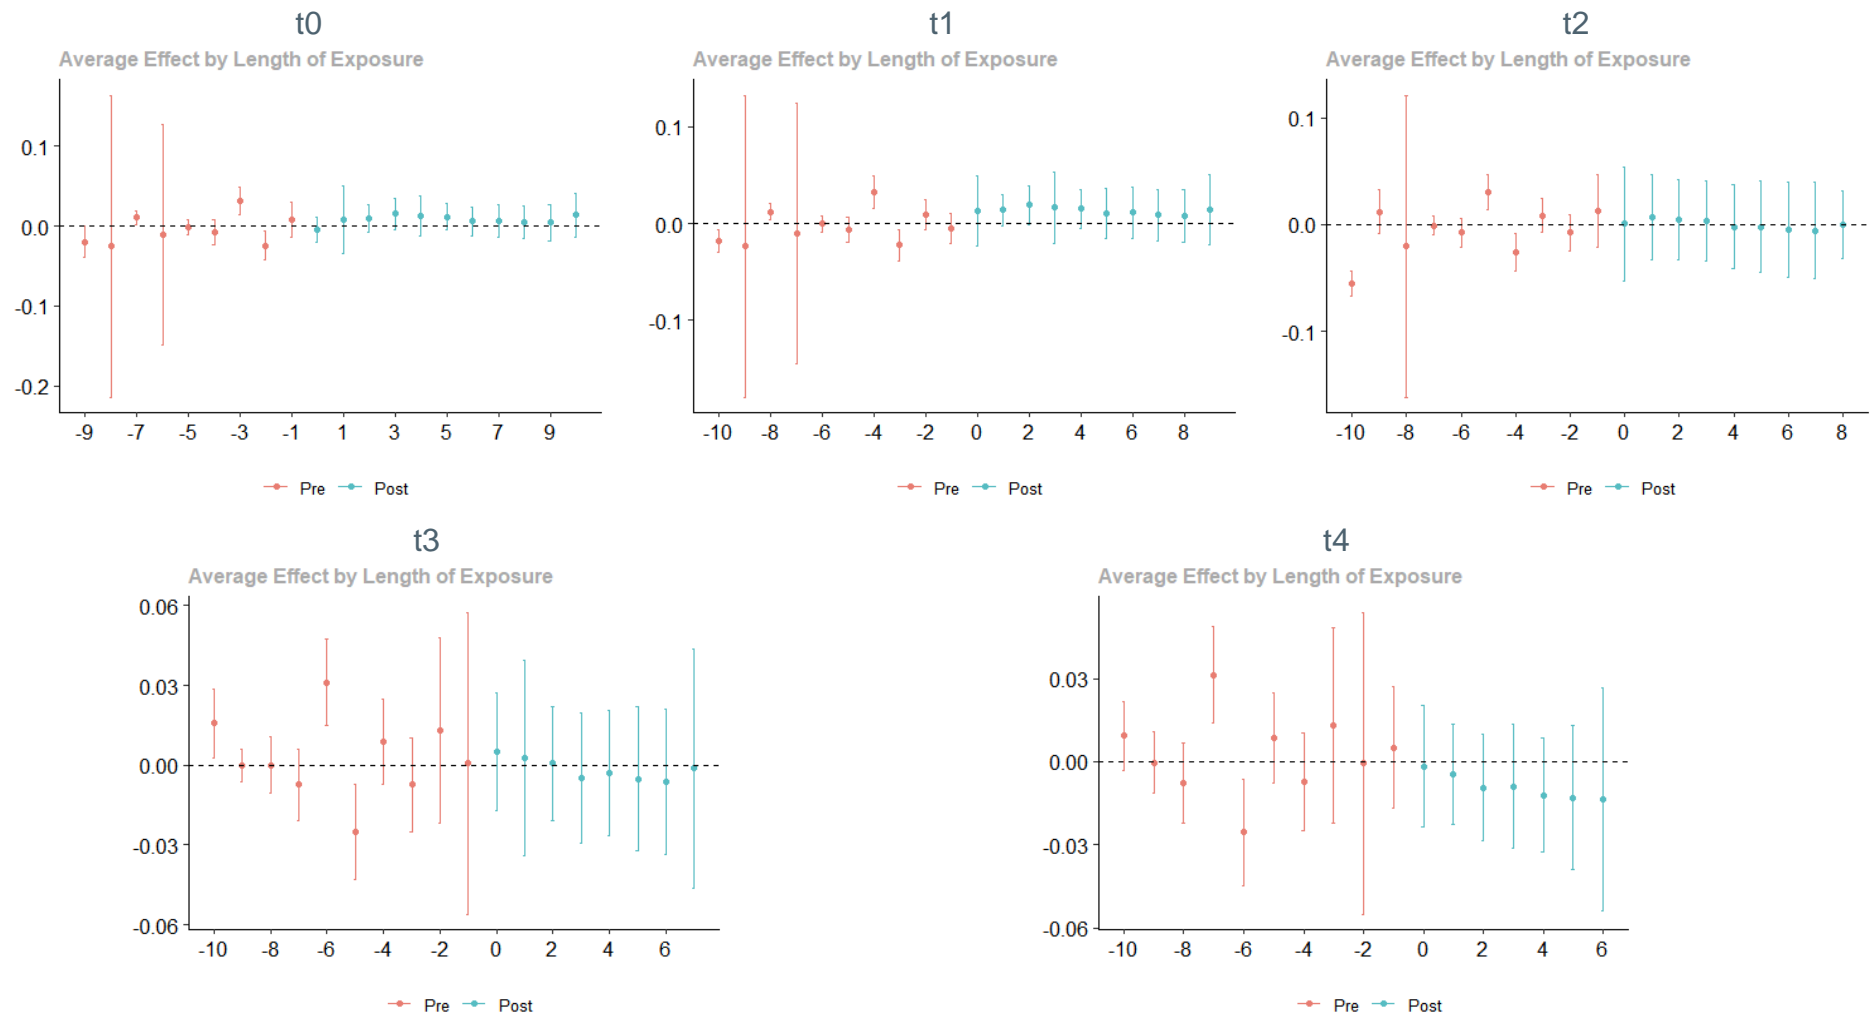 t0
Average Effect by Length of Exposure
0.1
0.0
-0.1
-0.2
-9 -7 -5 -3 -1 1 3 5 7 9
Pre Post
t1
Average Effect by Length of Exposure
0.1
0.0
-0.1
-10 -8 -6 -4 -2 0 2 4 6 8
Pre Post
t2
Average Effect by Length of Exposure
0.1
0.0
-0.1
-10 -8 -6 -4 -2 0 2 4 6 8
Pre Post
t3
Average Effect by Length of Exposure
0.06
0.03
0.00
-0.03
-0.06
-10 -8 -6 -4 -2 0 2 4 6
Pre Post
t4
Average Effect by Length of Exposure
0.03
0.00
-0.03
-0.06
-10 -8 -6 -4 -2 0 2 4 6
Pre Post